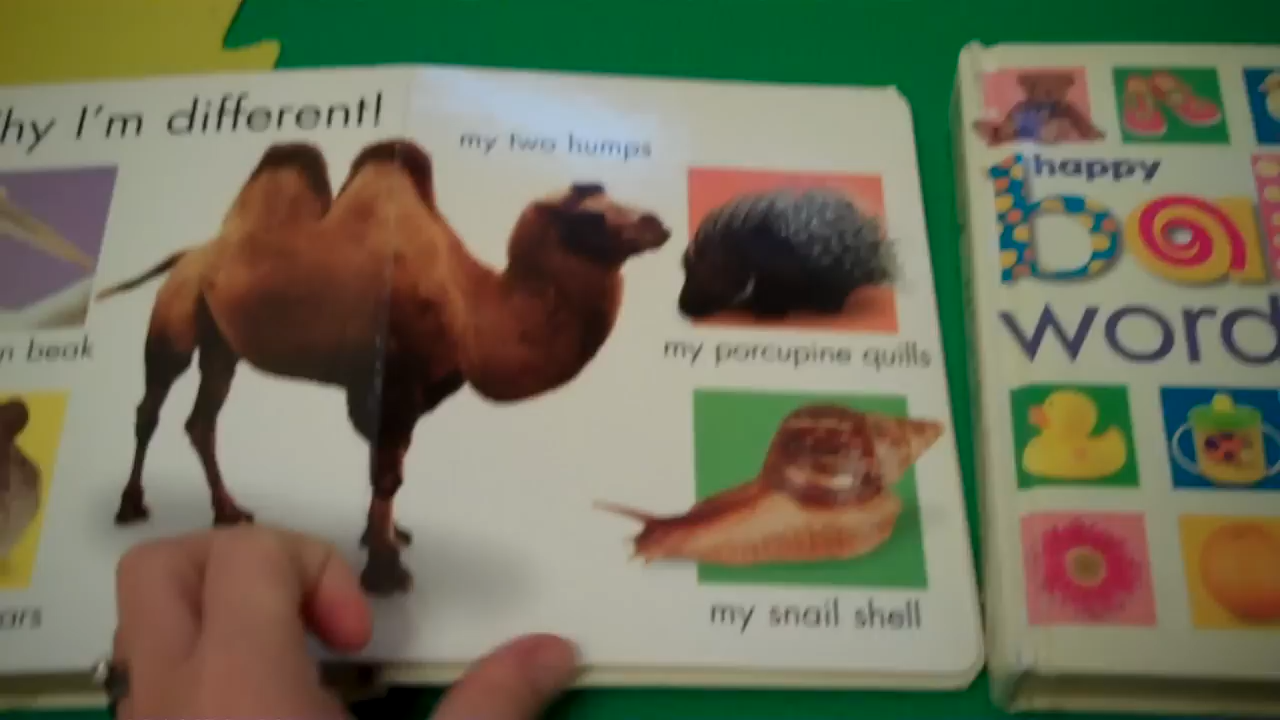 hy I'm different!
my two humps
n beak
my porcupine quills
ars
my snail shell
happy
ba
word